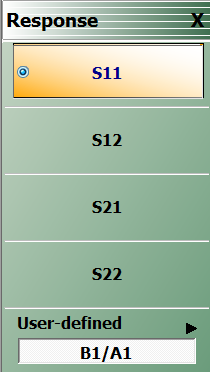 Response X
S11
S12
S21
S22
User-defined
B1/A1